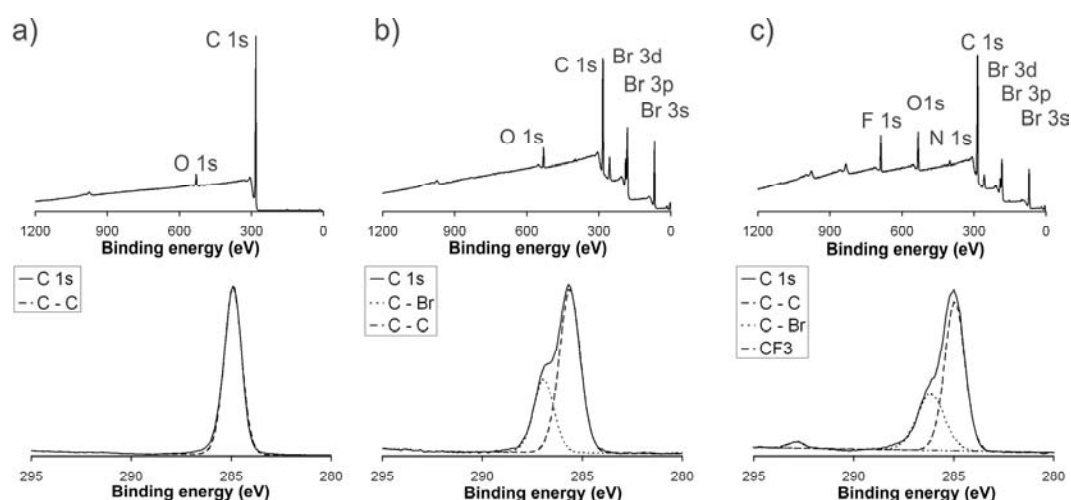 a)
C 1s
O 1s
1200 900 600 300 0
Binding energy (eV)
b)
C 1s
Br 3d
Br 3p
Br 3s
O 1s
1200 900 600 300 0
Binding energy (eV)
c)
C 1s
Br 3d
Br 3p
Br 3s
O1s
F 1s
N 1s
1200 900 600 300 0
Binding energy (eV)
C 1s
C - C
295 290 285 280
Binding energy (eV)
C 1s
C - Br
C - C
295 290 285 280
Binding energy (eV)
C 1s
C - C
C - Br
CF3
295 290 285 280
Binding energy (eV)